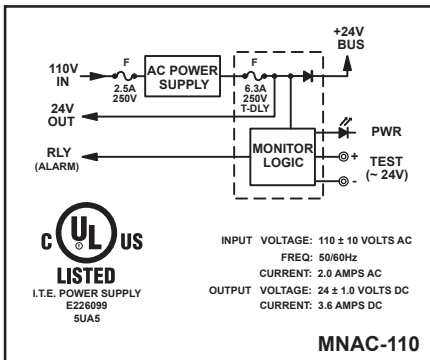 +24V
BUS
110V
IN
F
2.5A
250V
AC POWER
SUPPLY
F
6.3A
250V
T-DLY
24V
OUT
RLY
(ALARM)
MONITOR
LOGIC
PWR
+
TEST
(~ 24V)
-
C UL US
®
LISTED
I.T.E. POWER SUPPLY
E226099
5UA5
INPUT VOLTAGE: 110 ± 10 VOLTS AC
FREQ: 50/60Hz
CURRENT: 2.0 AMPS AC
OUTPUT VOLTAGE: 24 ± 1.0 VOLTS DC
CURRENT: 3.6 AMPS DC
MNAC-110